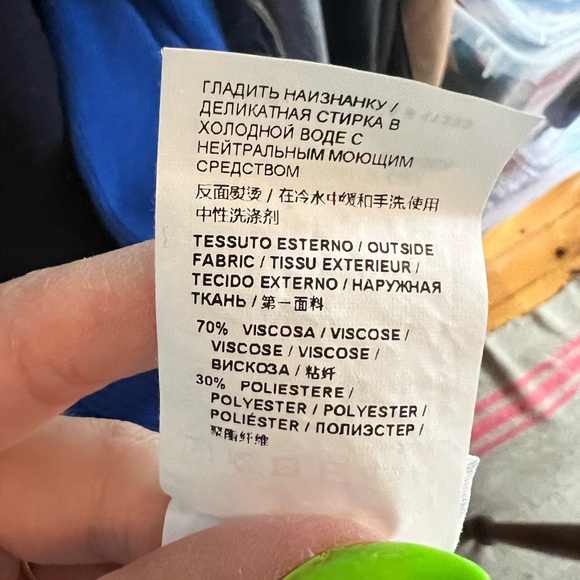 ГЛАДИТЬ НАИЗНАНКУ /
ДЕЛИКАТНАЯ СТИРКА В
ХОЛОДНОЙ ВОДЕ С
НЕЙТРАЛЬНЫМ МОЮЩИМ
СРЕДСТВОМ
反面熨烫 / 在冷水中缓和手洗使用
中性洗涤剂
TESSUTO ESTERNO / OUTSIDE
FABRIC / TISSU EXTERIEUR /
TECIDO EXTERNO / НАРУЖНАЯ
ТКАНЬ / 第一面料
70% VISCOSA / VISCOSE /
VISCOSE / VISCOSE /
ВИСКОЗА / 粘纤
30% POLIESTERE /
POLYESTER / POLYESTER /
POLIÉSTER / ПОЛИЭСТЕР /
聚酯纤维